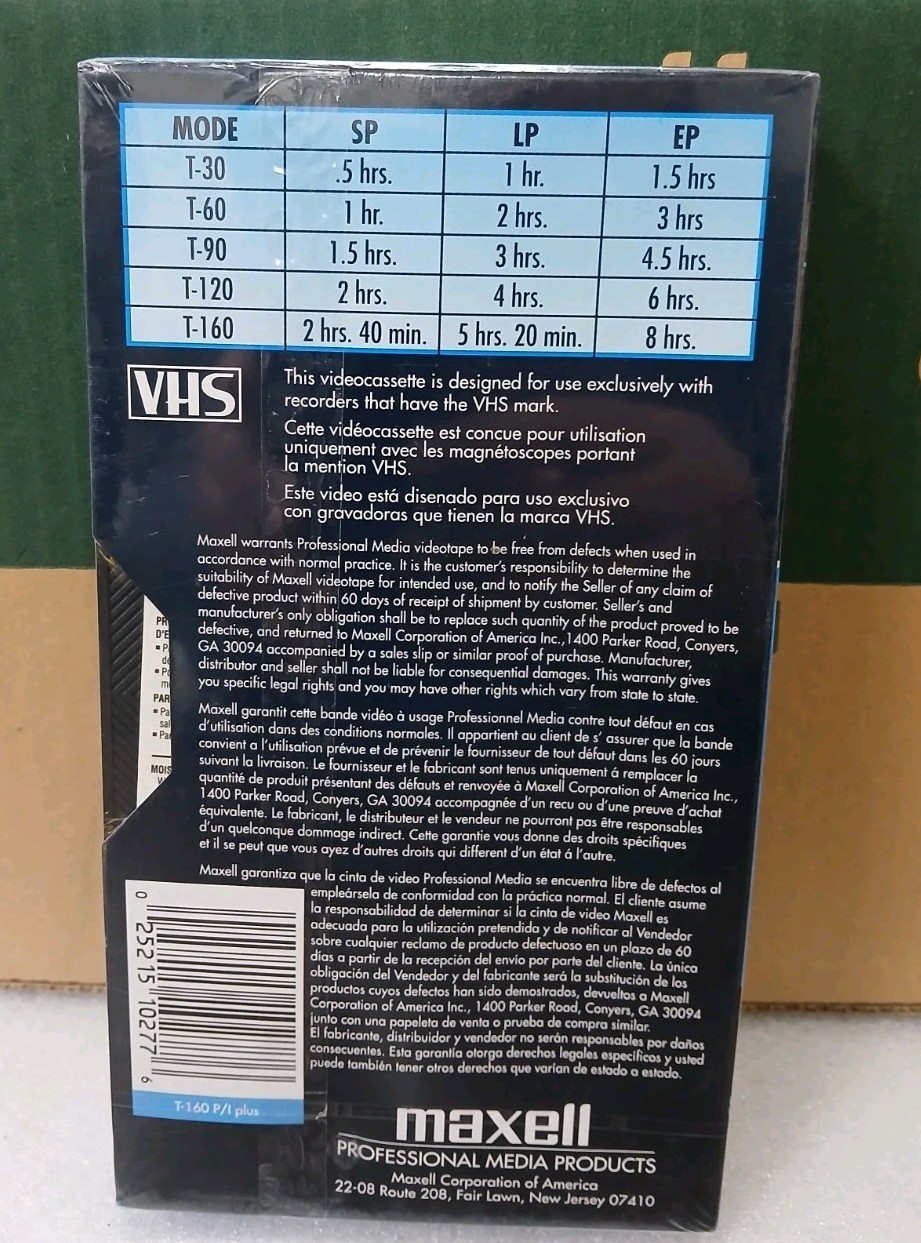 MODE SP LP EP
T-30 .5 hrs. 1 hr. 1.5 hrs
T-60 1 hr. 2 hrs. 3 hrs
T-90 1.5 hrs. 3 hrs. 4.5 hrs.
T-120 2 hrs. 4 hrs. 6 hrs.
T-160 2 hrs. 40 min. 5 hrs. 20 min. 8 hrs.
VHS
This videocassette is designed for use exclusively with
recorders that have the VHS mark.
Cette vidéocassette est concue pour utilisation
uniquement avec les magnétoscopes portant
la mention VHS.
Este video está disenado para uso exclusivo
con gravadoras que tienen la marca VHS.
Maxell warrants Professional Media videotape to be free from defects when used in
accordance with normal practice. It is the customer's responsibility to determine the
suitability of Maxell videotape for intended use, and to notify the Seller of any claim of
defective product within 60 days of receipt of shipment by customer. Seller's and
manufacturer's only obligation shall be to replace such quantity of the product proved to be
defective, and returned to Maxell Corporation of America Inc.,1400 Parker Road, Conyers,
GA 30094 accompanied by a sales slip or similar proof of purchase. Manufacturer,
distributor and seller shall not be liable for consequential damages. This warranty gives
you specific legal rights and you may have other rights which vary from state to state.
Maxell garantit cette bande vidéo à usage Professionnel Media contre tout défaut en cas
d'utilisation dans des conditions normales. Il appartient au client de s' assurer que la bande
convient a l'utilisation prévue et de prévenir le fournisseur de tout défaut dans les 60 jours
suivant la livraison. Le fournisseur et le fabricant sont tenus uniquement á remplacer la
quantité de produit présentant des défauts et renvoyée à Maxell Corporation of America Inc.,
1400 Parker Road, Conyers, GA 30094 accompagnée d'un recu ou d'une preuve d'achat
équivalente. Le fabricant, le distributeur et le vendeur ne pourront pas être responsables
d'un quelconque dommage indirect. Cette garantie vous donne des droits spécifiques
et il se peut que vous ayez d'autres droits qui different d'un état á l'autre.
Maxell garantiza que la cinta de video Professional Media se encuentra libre de defectos al
empleársela de conformidad con la práctica normal. El cliente asume
la responsabilidad de determinar si la cinta de video Maxell es
adecuada para la utilización pretendida y de notificar al Vendedor
sobre cualquier reclamo de producto defectuoso en un plazo de 60
días a partir de la recepción del envío por parte del cliente. La única
obligación del Vendedor y del fabricante será la substitución de los
productos cuyos defectos han sido demostrados, devueltos a Maxell
Corporation of America Inc., 1400 Parker Road, Conyers, GA 30094
junto con una papeleta de venta o prueba de compra similar.
El fabricante, distribuidor y vendedor no serán responsables por daños
consecuentes. Esta garantía otorga derechos legales específicos y usted
puede también tener otros derechos que varían de estado a estado.
0 25215 10277 6
T-160 P/I plus
maxell
PROFESSIONAL MEDIA PRODUCTS
Maxell Corporation of America
22-08 Route 208, Fair Lawn, New Jersey 07410